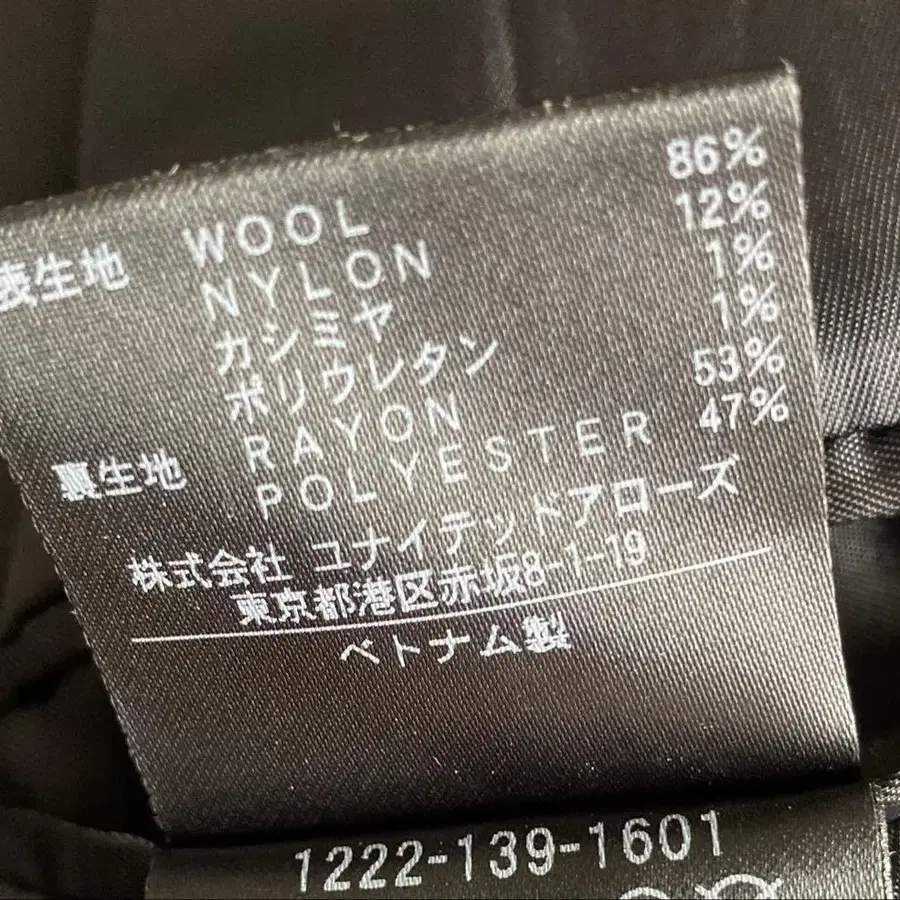 表生地 WOOL 86%
NYLON 12%
カシミヤ 1%
ポリウレタン 1%
裏生地 RAYON 53%
POLYESTER 47%
株式会社 ユナイテッドアローズ
東京都港区赤坂8-1-19
ベトナム製
1222-139-1601